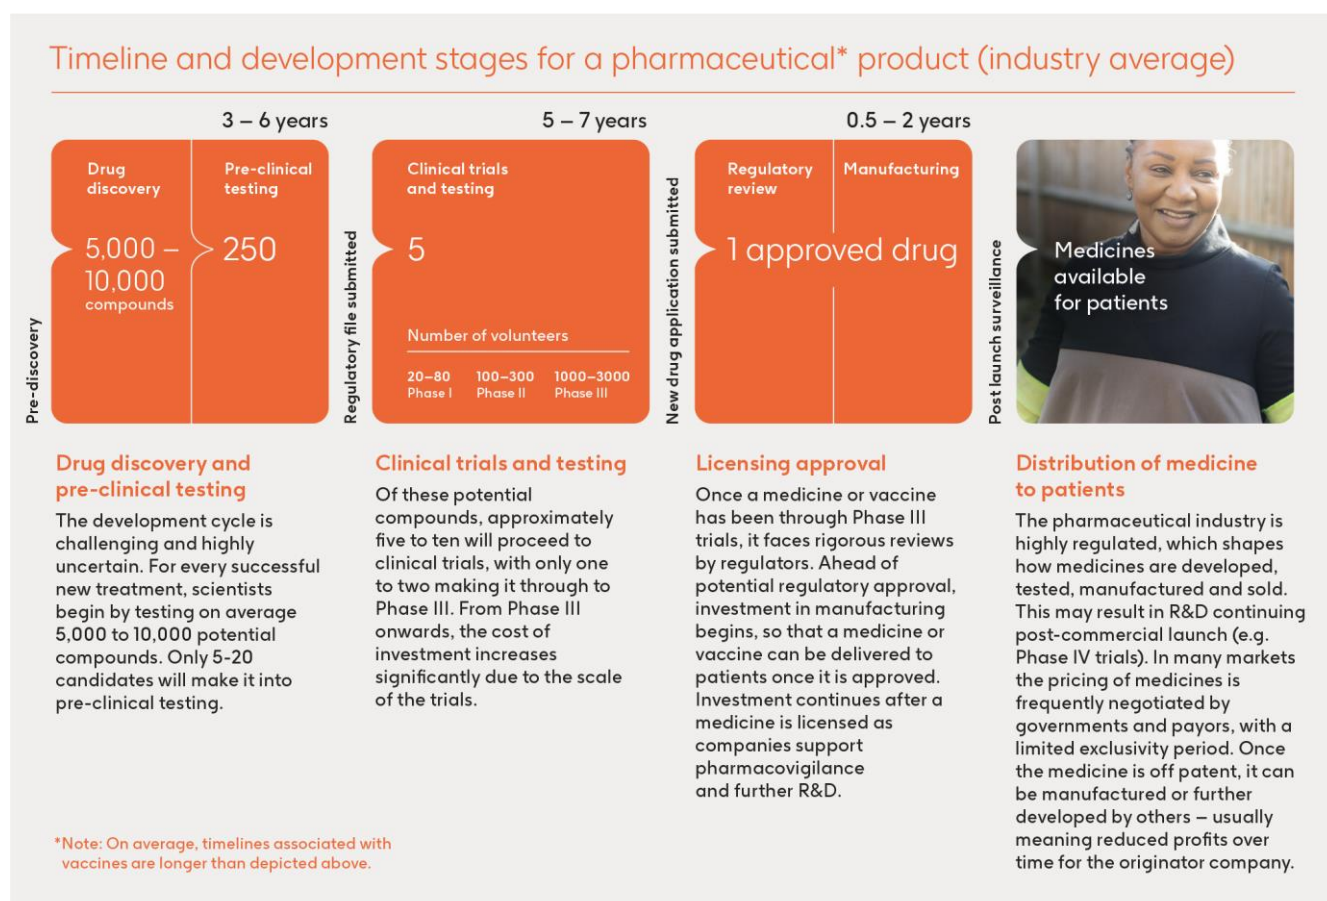 Timeline and development stages for a pharmaceutical* product (industry average)
3 – 6 years
5 – 7 years
0.5 – 2 years
Pre-discovery
Drug
discovery
5,000 –
10,000
compounds
Pre-clinical
testing
250
Regulatory file submitted
Clinical trials
and testing
5
Number of volunteers
20–80 100–300 1000–3000
Phase I Phase II Phase III
New drug application submitted
Regulatory
review
Manufacturing
1 approved drug
Post launch surveillance
Medicines
available
for patients
Drug discovery and
pre-clinical testing
The development cycle is
challenging and highly
uncertain. For every successful
new treatment, scientists
begin by testing on average
5,000 to 10,000 potential
compounds. Only 5-20
candidates will make it into
pre-clinical testing.
Clinical trials and testing
Of these potential
compounds, approximately
five to ten will proceed to
clinical trials, with only one
to two making it through to
Phase III. From Phase III
onwards, the cost of
investment increases
significantly due to the scale
of the trials.
Licensing approval
Once a medicine or vaccine
has been through Phase III
trials, it faces rigorous reviews
by regulators. Ahead of
potential regulatory approval,
investment in manufacturing
begins, so that a medicine or
vaccine can be delivered to
patients once it is approved.
Investment continues after a
medicine is licensed as
companies support
pharmacovigilance
and further R&D.
Distribution of medicine
to patients
The pharmaceutical industry is
highly regulated, which shapes
how medicines are developed,
tested, manufactured and sold.
This may result in R&D continuing
post-commercial launch (e.g.
Phase IV trials). In many markets
the pricing of medicines is
frequently negotiated by
governments and payors, with a
limited exclusivity period. Once
the medicine is off patent, it can
be manufactured or further
developed by others – usually
meaning reduced profits over
time for the originator company.
*Note: On average, timelines associated with
vaccines are longer than depicted above.